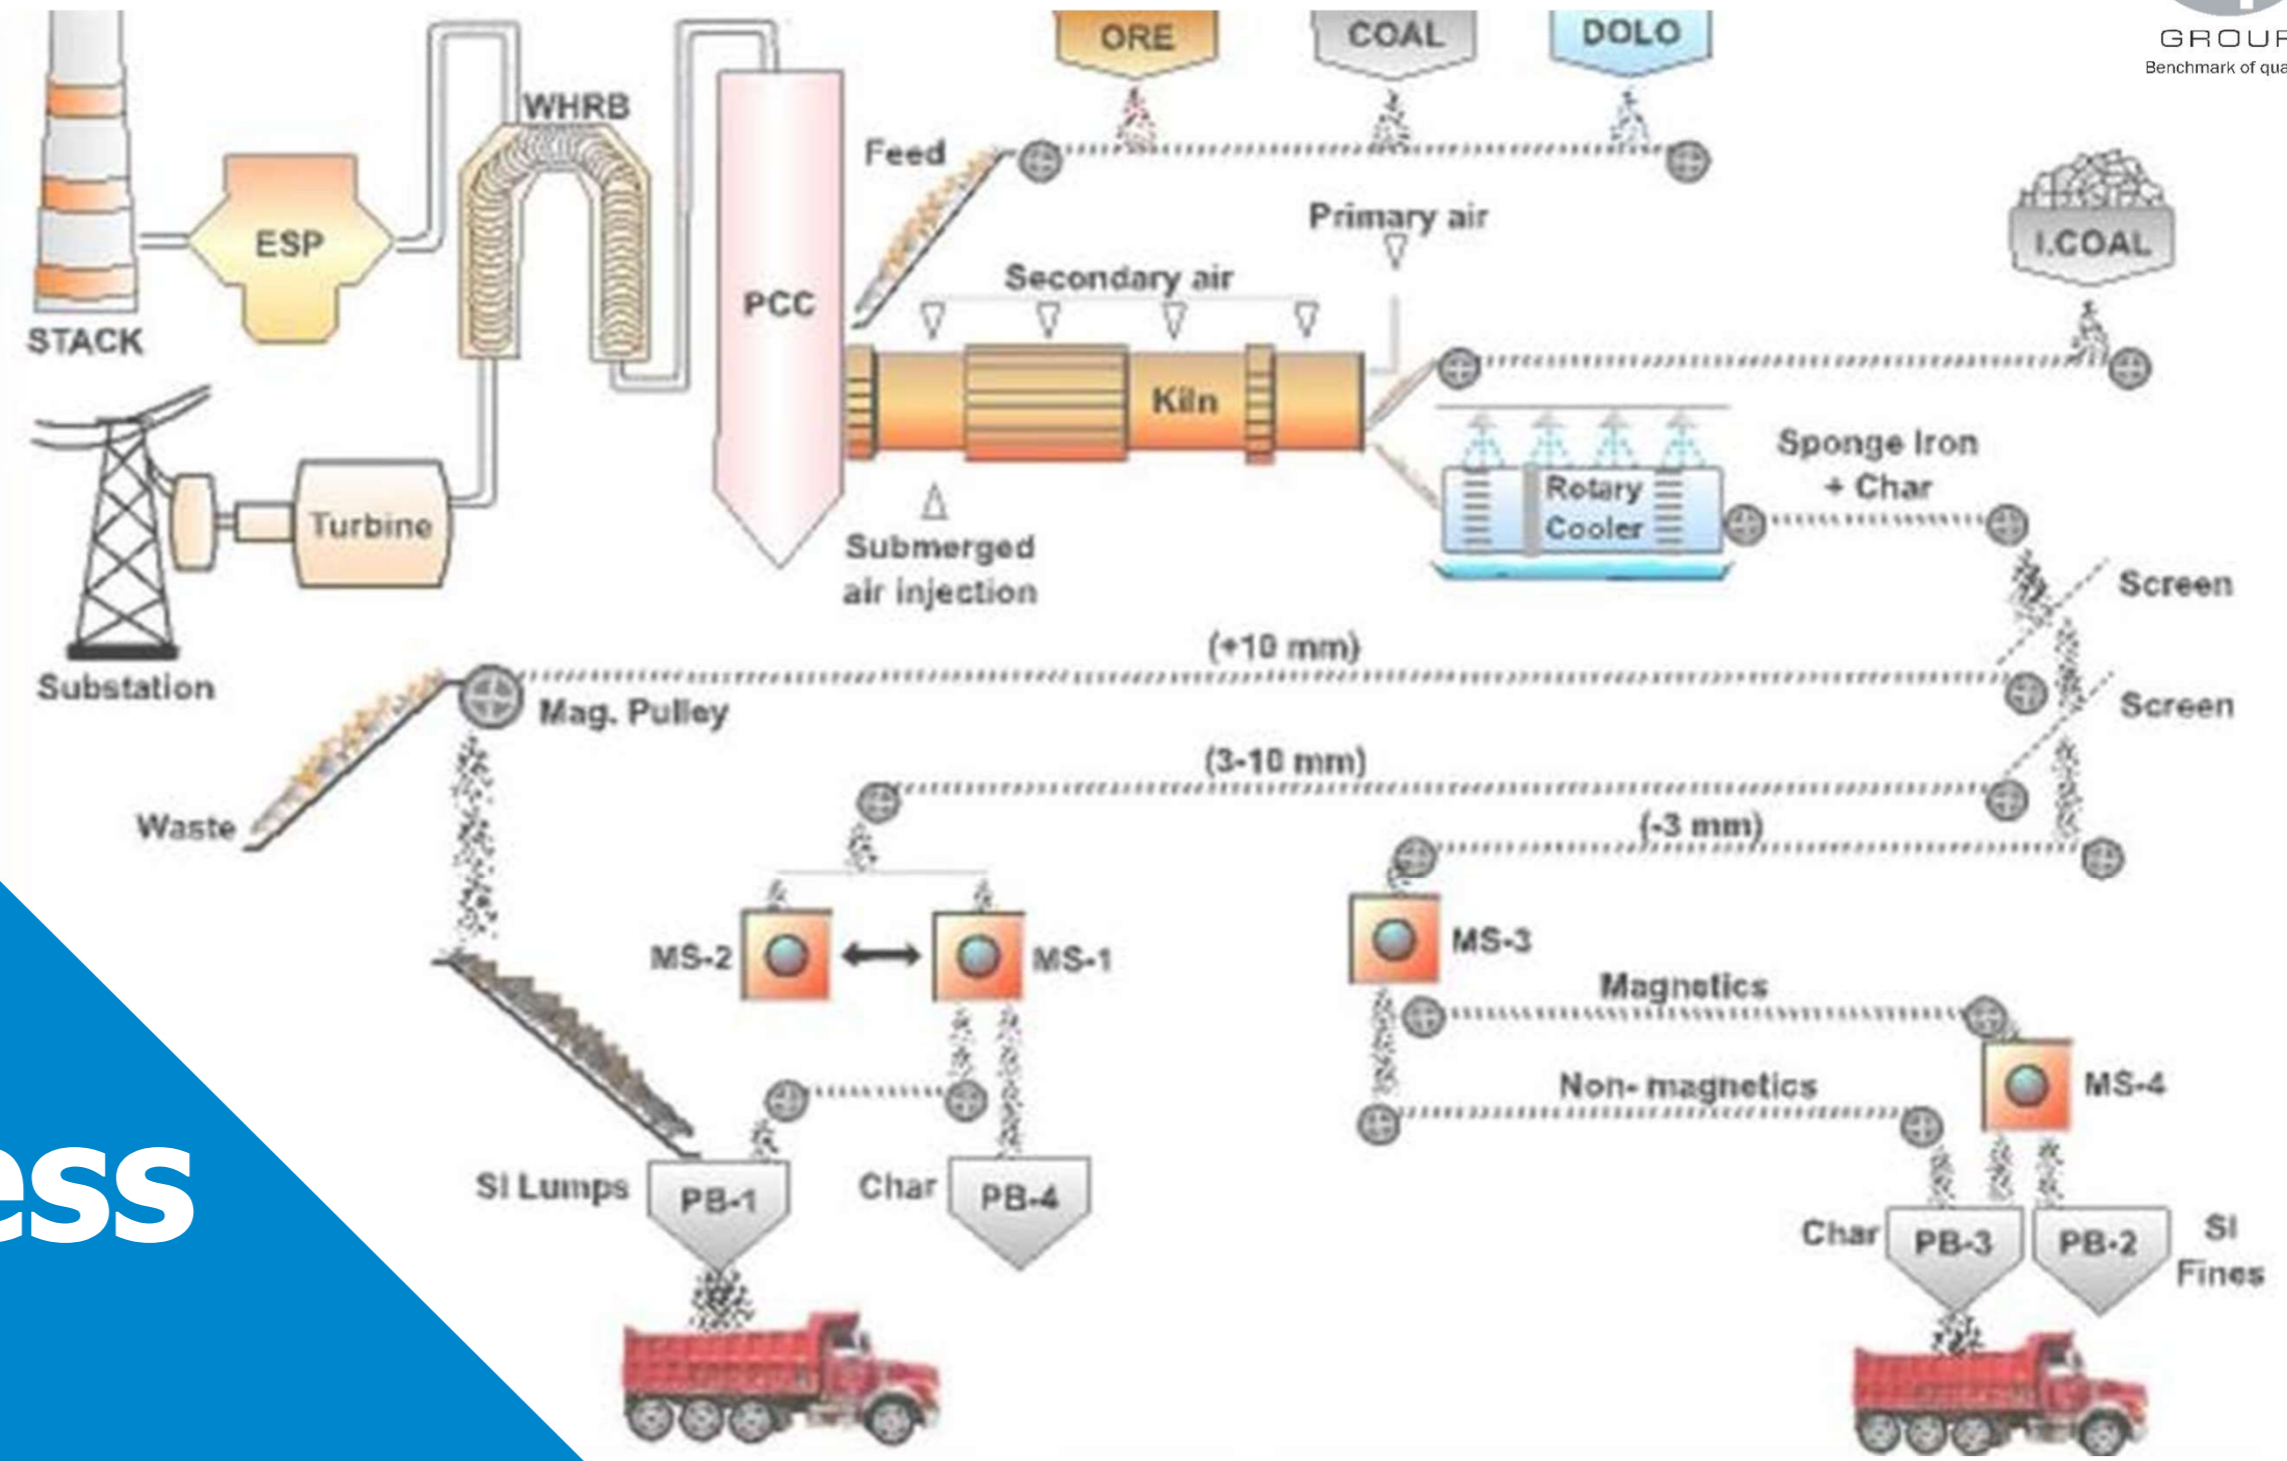 ORE
COAL
DOLO
GROUP
Benchmark of qua
WHRB
Feed
Primary air
ESP
I.COAL
Secondary air
PCC
STACK
Kiln
Sponge Iron
+ Char
Rotary
Cooler
Turbine
Submerged
air injection
Screen
(+10 mm)
Substation
Mag. Pulley
Screen
(3-10 mm)
Waste
(-3 mm)
MS-2
MS-1
MS-3
Magnetics
Non- magnetics
MS-4
SI Lumps
PB-1
Char
PB-4
Char
PB-3
PB-2
SI
Fines
ess